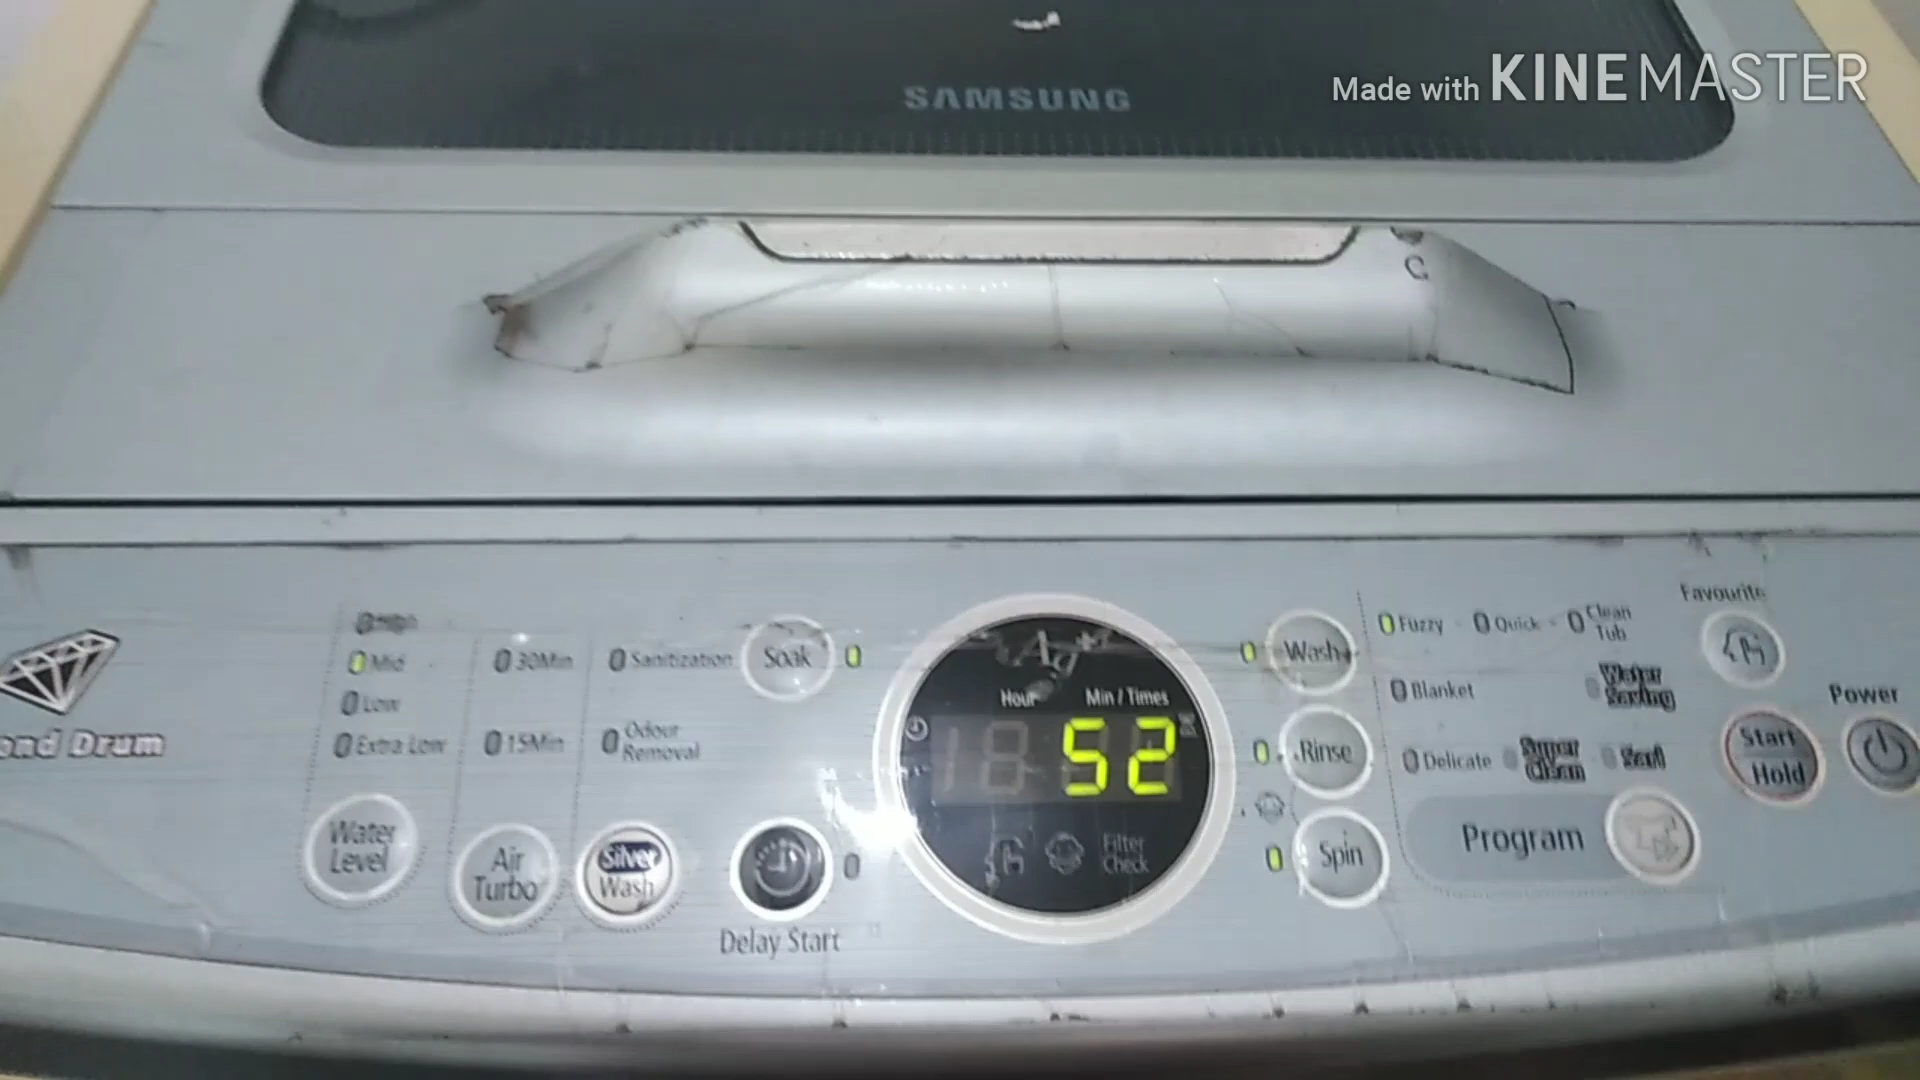 SAMSUNG
Made with KINEMASTER
Favourite
Fuzzy Quick Clean Tub
Mid 30Min Sanitization Soak Wash
Ag+
Low
Hour Min / Times
Blanket Water Saving
Power
Diamond Drum
Extra Low 15Min Odour Removal
52
Rinse
Delicate Super Clean
Start Hold
Water Level
Air Turbo
Silver Wash
Filter Check
Spin
Program
Delay Start